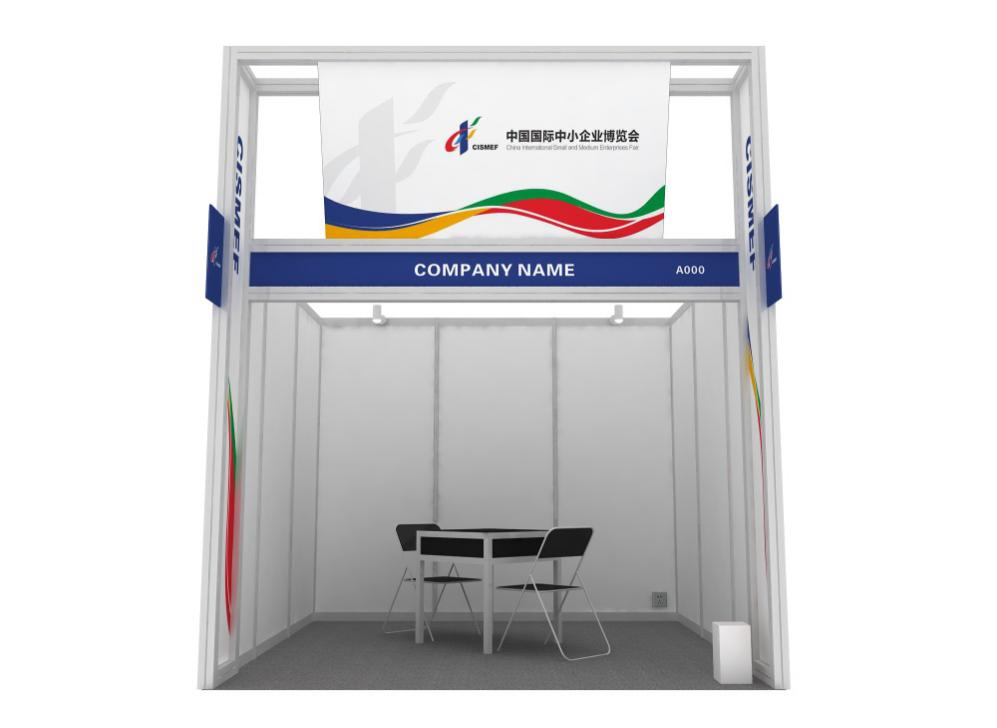 中国国际中小企业博览会
CISMEF
China International Small and Medium Enterprises Fair
CISMEF
CISMEF
COMPANY NAME
A000